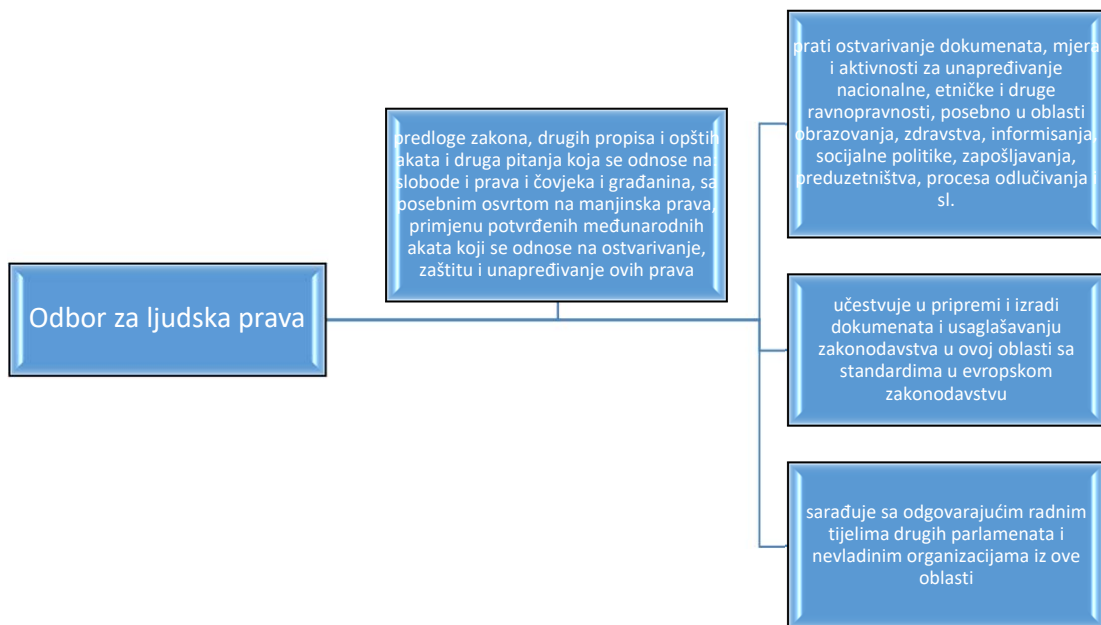 Odbor za ljudska prava
predloge zakona, drugih propisa i opštih
akata i druga pitanja koja se odnose na
slobode i prava i čovjeka i građanina, sa
posebnim osvrtom na manjinska prava,
primjenu potvrđenih međunarodnih
akata koji se odnose na ostvarivanje,
zaštitu i unapređivanje ovih prava
prati ostvarivanje dokumenata, mjera
i aktivnosti za unapređivanje
nacionalne, etničke i druge
ravnopravnosti, posebno u oblasti
obrazovanja, zdravstva, informisanja,
socijalne politike, zapošljavanja,
preduzetništva, procesa odlučivanja i
sl.
učestvuje u pripremi i izradi
dokumenata i usaglašavanju
zakonodavstva u ovoj oblasti sa
standardima u evropskom
zakonodavstvu
sarađuje sa odgovarajućim radnim
tijelima drugih parlamenata i
nevladinim organizacijama iz ove
oblasti